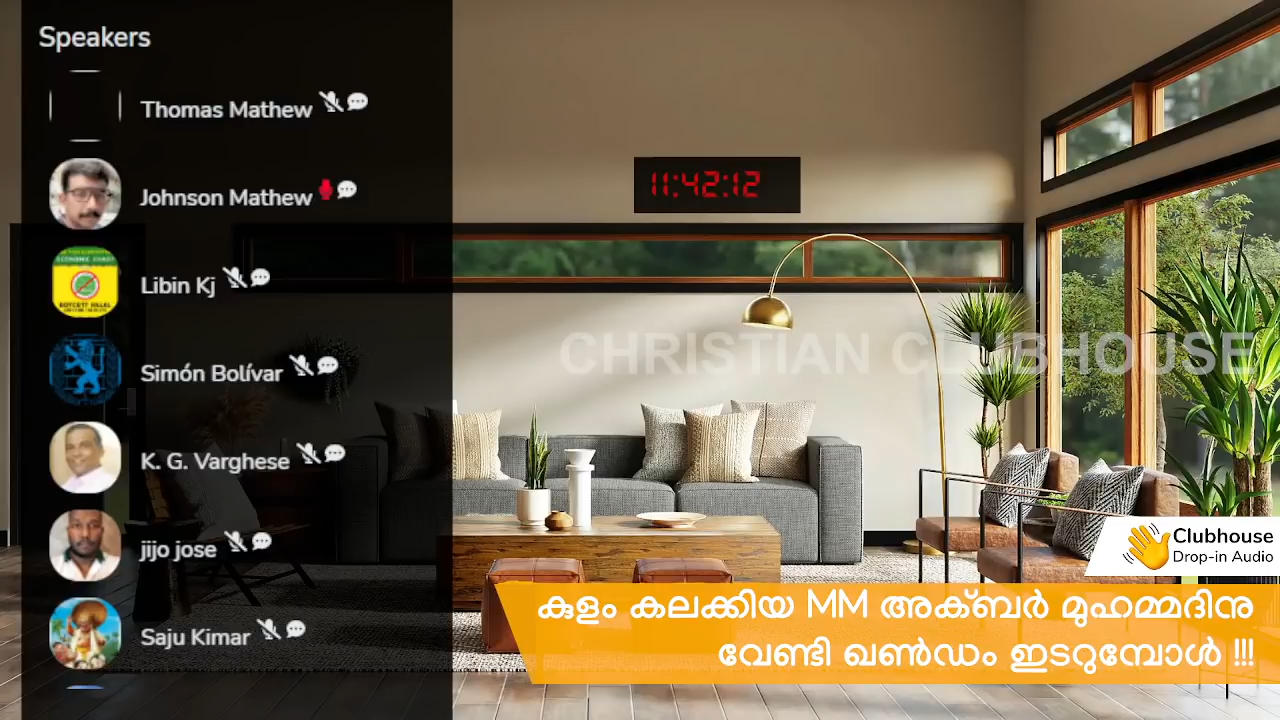 Speakers
Thomas Mathew
Johnson Mathew
Libin Kj
Simón Bolívar
K. G. Varghese
jijo jose
Saju Kimar
11:42:12
CHRISTIAN CLUBHOUSE
Clubhouse
Drop-in Audio
കുളം കലക്കിയ MM അക്ബർ മുഹമ്മദിനു
വേണ്ടി ഖൺഡം ഇടറുമ്പോൾ !!!